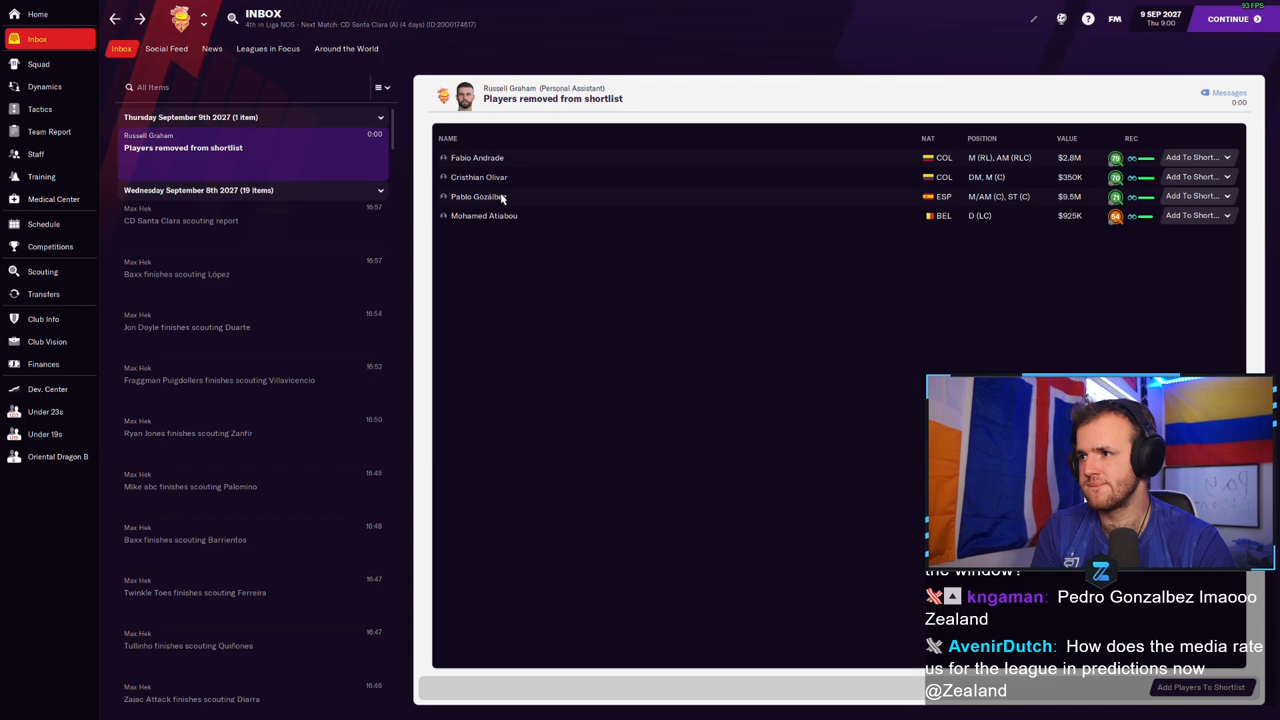 93 FPS
Home
Inbox
Squad
Dynamics
Tactics
Team Report
Staff
Training
Medical Center
Schedule
Competitions
Scouting
Transfers
Club Info
Club Vision
Finances
Dev. Center
Under 23s
Under 19s
Oriental Dragon B
INBOX
4th in Liga NOS - Next Match: CD Santa Clara (A) (4 days) (ID:2000174617)
FM
9 SEP 2027
Thu 9:00
CONTINUE
Inbox Social Feed News Leagues in Focus Around the World
All Items
Thursday September 9th 2027 (1 item)
Russell Graham 0:00
Players removed from shortlist
Wednesday September 8th 2027 (19 items)
Max Hek 16:57
CD Santa Clara scouting report
Max Hek 16:57
Baxx finishes scouting López
Max Hek 16:54
Jon Doyle finishes scouting Duarte
Max Hek 16:52
Fraggman Puigdollers finishes scouting Villavicencio
Max Hek 16:50
Ryan Jones finishes scouting Zanfir
Max Hek 16:49
Mike abc finishes scouting Palomino
Max Hek 16:48
Baxx finishes scouting Barrientos
Max Hek 16:47
Twinkle Toes finishes scouting Ferreira
Max Hek 16:47
Tullinho finishes scouting Quiñones
Max Hek 16:46
Zajac Attack finishes scouting Diarra
Russell Graham (Personal Assistant)
Players removed from shortlist
Messages
0:00
NAME NAT POSITION VALUE REC
Fabio Andrade COL M (RL), AM (RLC) $2.8M 79 Add To Short...
Cristhian Olivar COL DM, M (C) $350K 70 Add To Short...
Pablo ESP M/AM (C), ST (C) $9.5M 71 Add To Short...
Mohamed Atiabou BEL D (LC) $925K 64 Add To Short...
the window?
kngaman: Pedro Gonzalbez lmaooo
Zealand
AvenirDutch: How does the media rate
us for the league in predictions now
@Zealand
Add Players To Shortlist